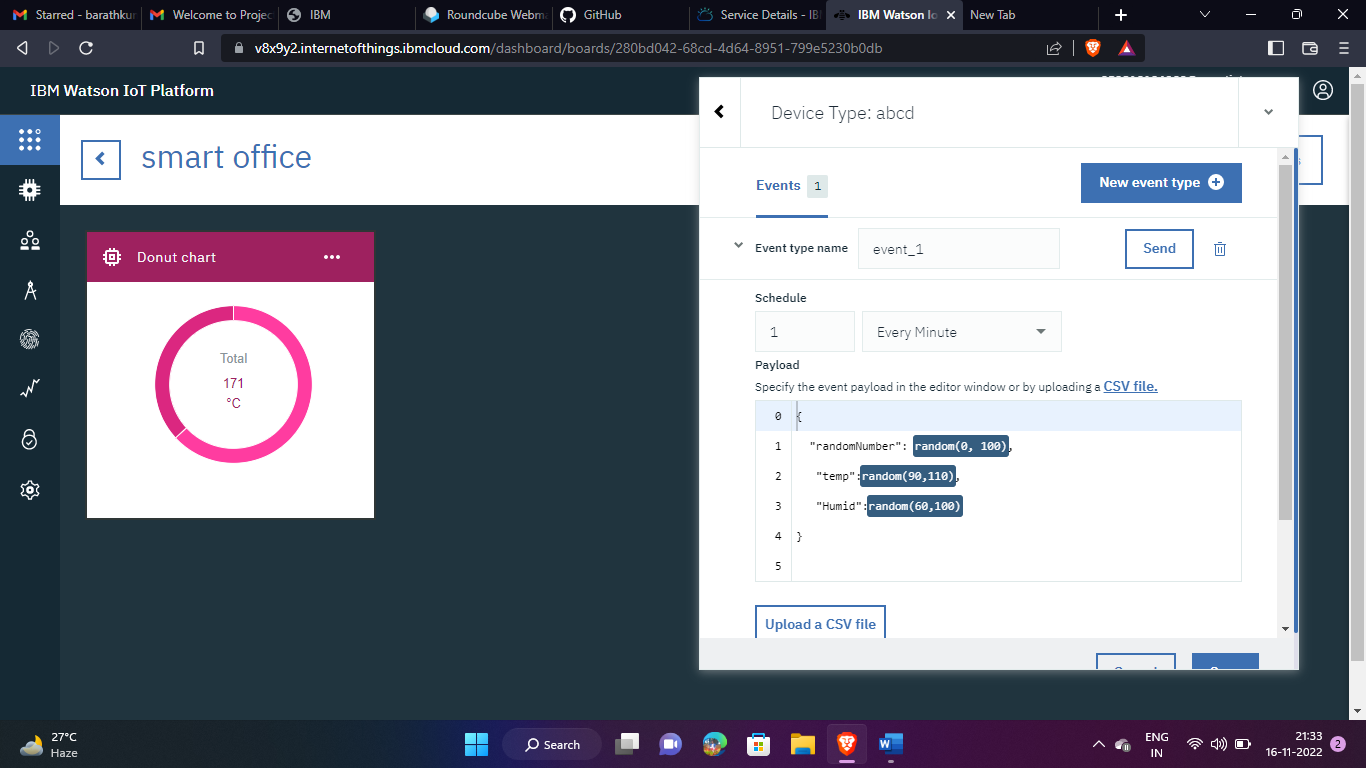 Starred - barathkur
Welcome to Projec
IBM
Roundcube Webma
GitHub
Service Details - IB
IBM Watson Io
New Tab
v8x9y2.internetofthings.ibmcloud.com/dashboard/boards/280bd042-68cd-4d64-8951-799e5230b0db
IBM Watson IoT Platform
Device Type: abcd
smart office
Events 1
New event type
Event type name
event_1
Send
Donut chart
Schedule
1
Every Minute
Total
171
°C
Payload
Specify the event payload in the editor window or by uploading a CSV file.
0 {
1 "randomNumber": random(0, 100),
2 "temp":random(90,110),
3 "Humid":random(60,100)
4 }
5
Upload a CSV file
27°C
Haze
Search
ENG
IN
21:33
16-11-2022
2